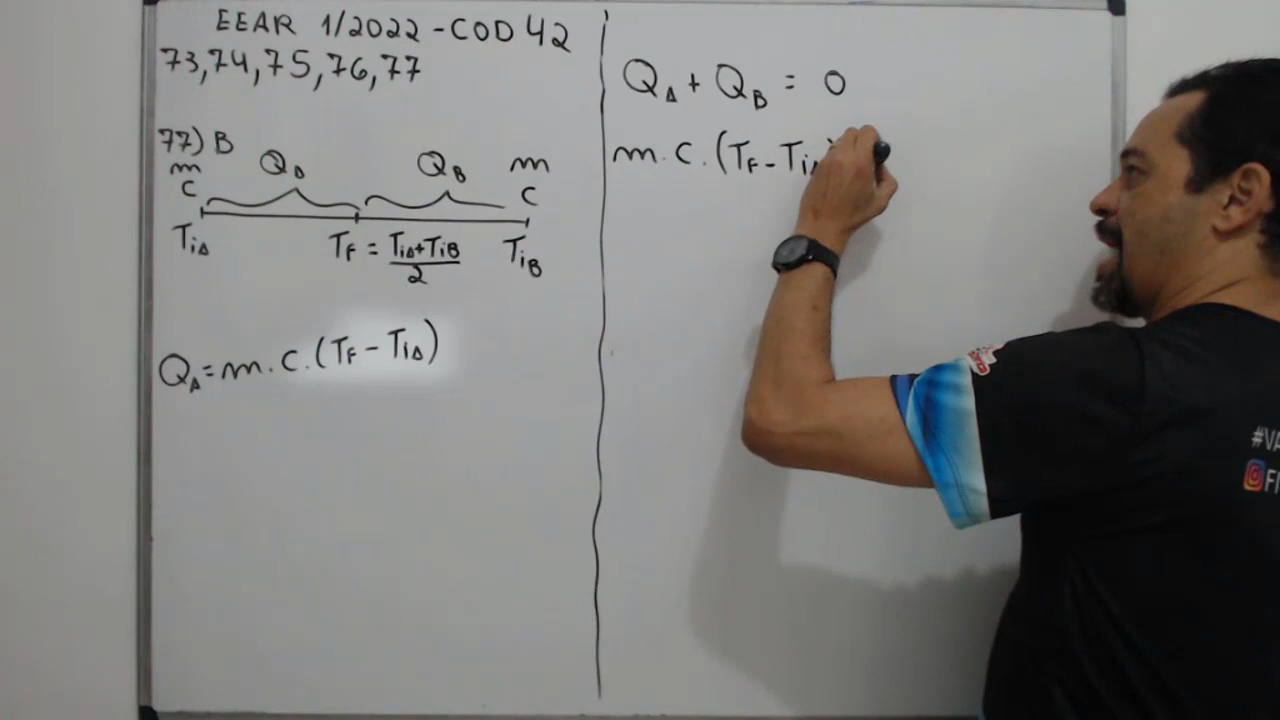 EEAR 1/2022 - COD 42
73, 74, 75, 76, 77
77) B
m Q_A Q_B m
C C
T_iA T_F = (T_iA + T_iB)/2 T_iB
Q_A = m. C. (T_F - T_iA)
Q_A + Q_B = 0
m. C. (T_F - T_iA)
#VA